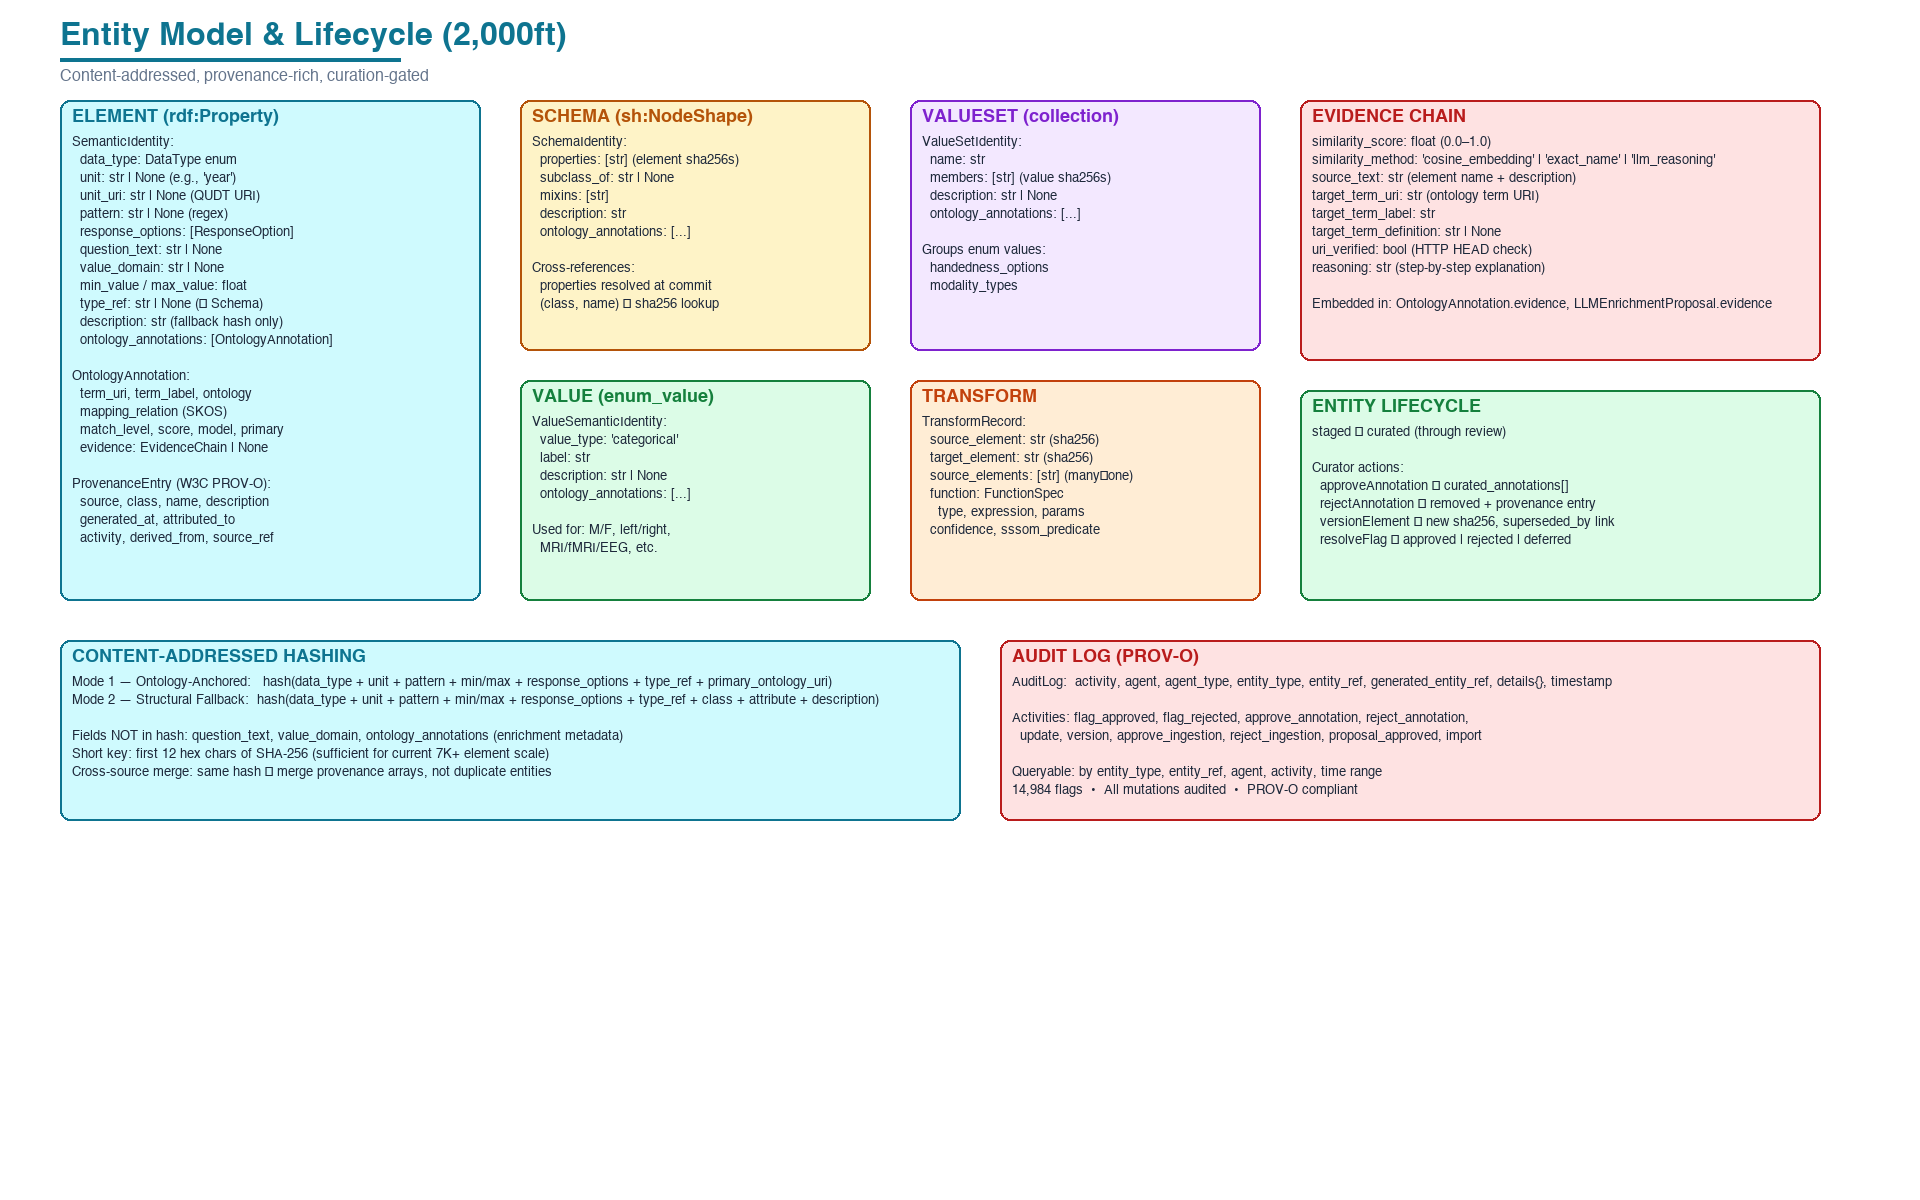 Entity Model & Lifecycle (2,000ft)
Content-addressed, provenance-rich, curation-gated
ELEMENT (rdf:Property)
SemanticIdentity:
data_type: DataType enum
unit: str | None (e.g., 'year')
unit_uri: str | None (QUDT URI)
pattern: str | None (regex)
response_options: [ResponseOption]
question_text: str | None
value_domain: str | None
min_value / max_value: float
type_ref: str | None (□ Schema)
description: str (fallback hash only)
ontology_annotations: [OntologyAnnotation]
OntologyAnnotation:
term_uri, term_label, ontology
mapping_relation (SKOS)
match_level, score, model, primary
evidence: EvidenceChain | None
ProvenanceEntry (W3C PROV-O):
source, class, name, description
generated_at, attributed_to
activity, derived_from, source_ref
SCHEMA (sh:NodeShape)
SchemaIdentity:
properties: [str] (element sha256s)
subclass_of: str | None
mixins: [str]
description: str
ontology_annotations: [...]
Cross-references:
properties resolved at commit
(class, name) □ sha256 lookup
VALUESET (collection)
ValueSetIdentity:
name: str
members: [str] (value sha256s)
description: str | None
ontology_annotations: [...]
Groups enum values:
handedness_options
modality_types
EVIDENCE CHAIN
similarity_score: float (0.0–1.0)
similarity_method: 'cosine_embedding' | 'exact_name' | 'llm_reasoning'
source_text: str (element name + description)
target_term_uri: str (ontology term URI)
target_term_label: str
target_term_definition: str | None
uri_verified: bool (HTTP HEAD check)
reasoning: str (step-by-step explanation)
Embedded in: OntologyAnnotation.evidence, LLMEnrichmentProposal.evidence
VALUE (enum_value)
ValueSemanticIdentity:
value_type: 'categorical'
label: str
description: str | None
ontology_annotations: [...]
Used for: M/F, left/right,
MRI/fMRI/EEG, etc.
TRANSFORM
TransformRecord:
source_element: str (sha256)
target_element: str (sha256)
source_elements: [str] (many□one)
function: FunctionSpec
type, expression, params
confidence, sssom_predicate
ENTITY LIFECYCLE
staged □ curated (through review)
Curator actions:
approveAnnotation □ curated_annotations[]
rejectAnnotation □ removed + provenance entry
versionElement □ new sha256, superseded_by link
resolveFlag □ approved | rejected | deferred
CONTENT-ADDRESSED HASHING
Mode 1 — Ontology-Anchored: hash(data_type + unit + pattern + min/max + response_options + type_ref + primary_ontology_uri)
Mode 2 — Structural Fallback: hash(data_type + unit + pattern + min/max + response_options + type_ref + class + attribute + description)
Fields NOT in hash: question_text, value_domain, ontology_annotations (enrichment metadata)
Short key: first 12 hex chars of SHA-256 (sufficient for current 7K+ element scale)
Cross-source merge: same hash □ merge provenance arrays, not duplicate entities
AUDIT LOG (PROV-O)
AuditLog: activity, agent, agent_type, entity_type, entity_ref, generated_entity_ref, details{}, timestamp
Activities: flag_approved, flag_rejected, approve_annotation, reject_annotation,
update, version, approve_ingestion, reject_ingestion, proposal_approved, import
Queryable: by entity_type, entity_ref, agent, activity, time range
14,984 flags • All mutations audited • PROV-O compliant